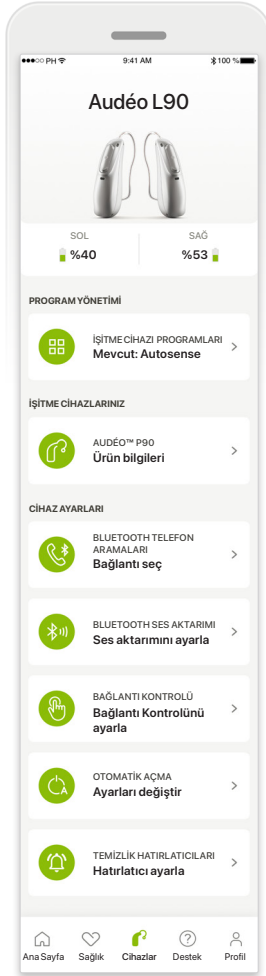 PH 9:41 AM 100 %
Audéo L90
SOL SAĞ
%40 %53
PROGRAM YÖNETİMİ
İŞİTME CİHAZI PROGRAMLARI
Mevcut: Autosense
İŞİTME CİHAZLARINIZ
AUDÉO™ P90
Ürün bilgileri
CİHAZ AYARLARI
BLUETOOTH TELEFON
ARAMALARI
Bağlantı seç
BLUETOOTH SES AKTARIMI
Ses aktarımını ayarla
BAĞLANTI KONTROLÜ
Bağlantı Kontrolünü
ayarla
OTOMATİK AÇMA
Ayarları değiştir
TEMİZLİK HATIRLATICILARI
Hatırlatıcı ayarla
Ana Sayfa Sağlık Cihazlar Destek Profil